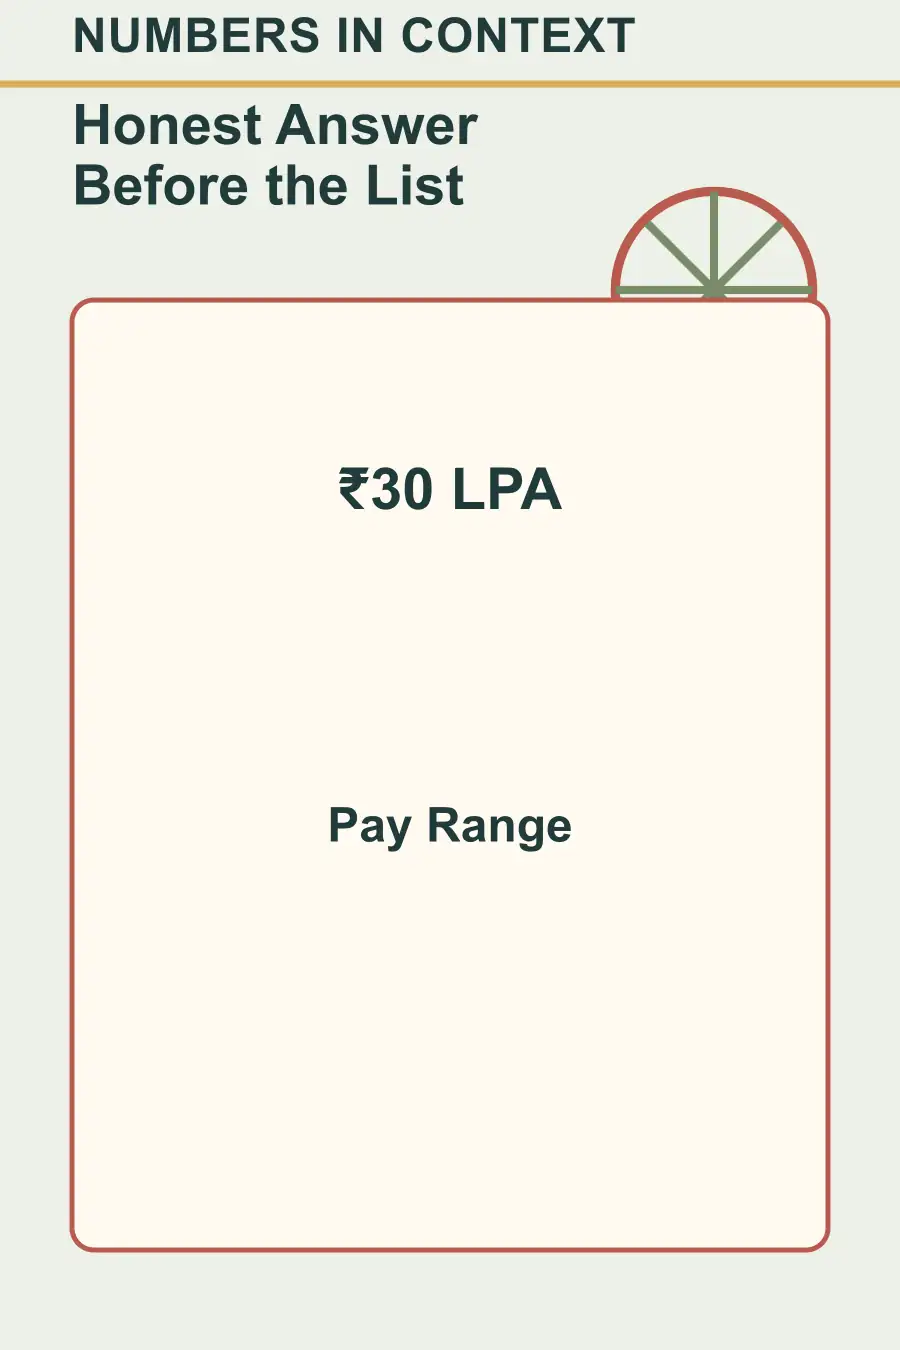 NUMBERS IN CONTEXT
Honest Answer
Before the List
₹30 LPA
Pay Range